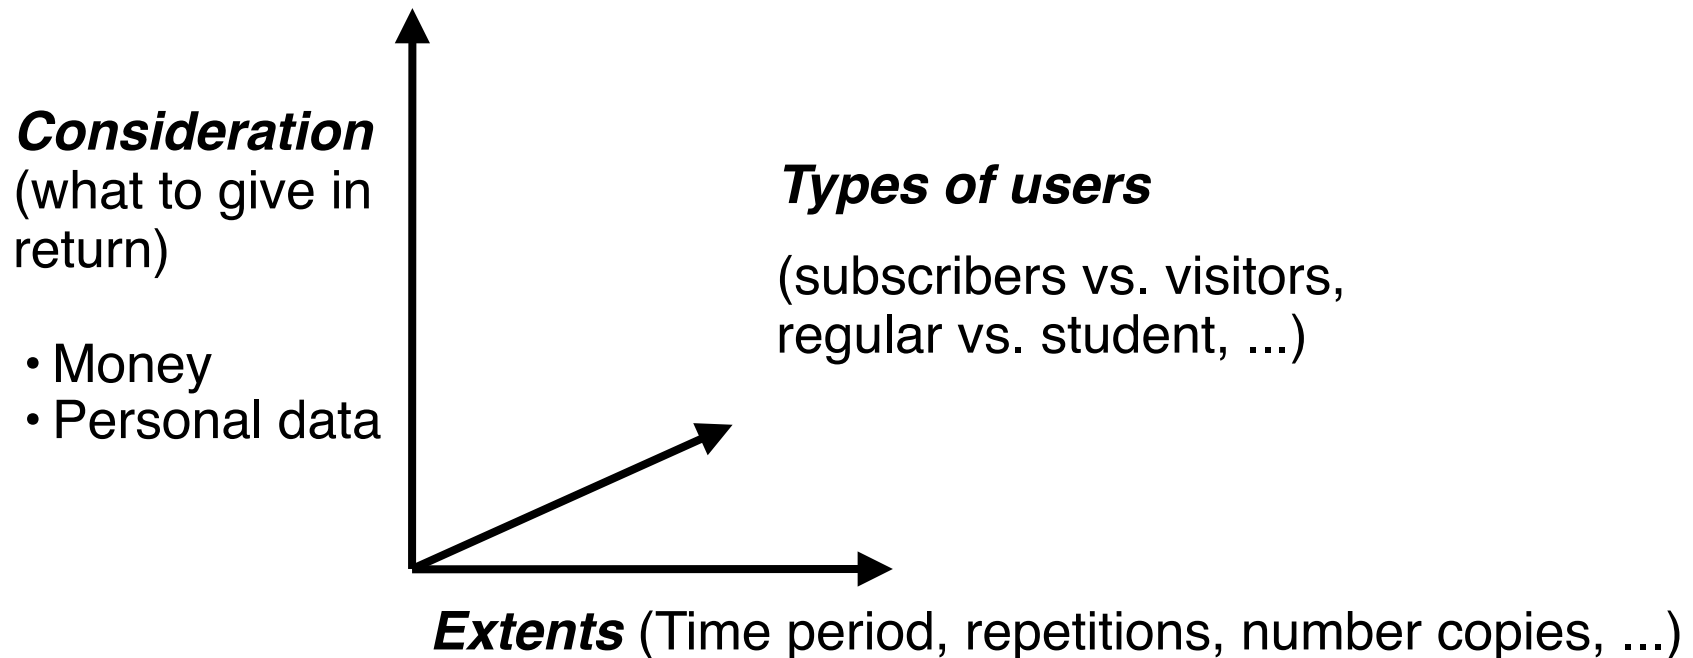 Consideration
(what to give in
return)
• Money
• Personal data
Types of users
(subscribers vs. visitors,
regular vs. student, ...)
Extents (Time period, repetitions, number copies, ...)